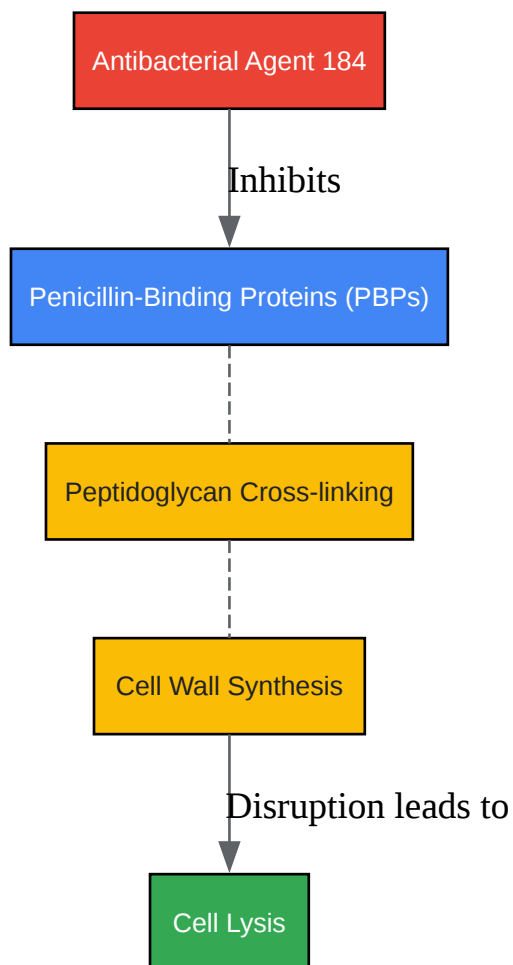 Antibacterial Agent 184
Inhibits
Penicillin-Binding Proteins (PBPs)
Peptidoglycan Cross-linking
Cell Wall Synthesis
Disruption leads to
Cell Lysis